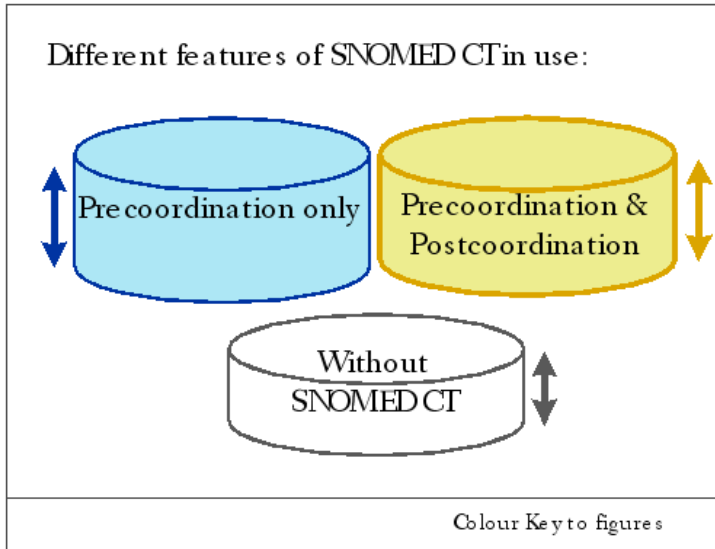 Different features of SNOMED CT in use:
Precoordination only
Precoordination &
Postcoordination
Without
SNOMED CT
Colour Key to figures